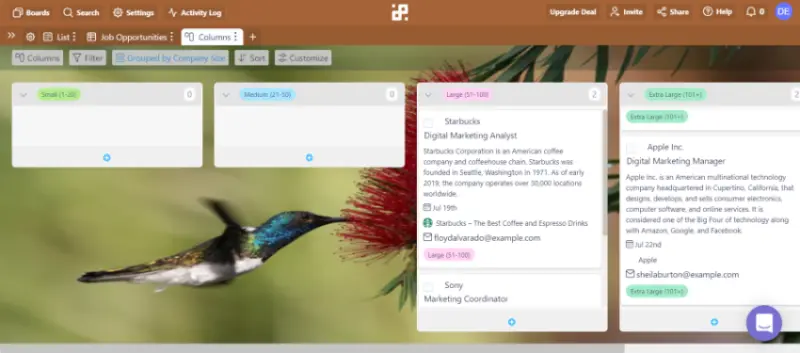 Boards Search Settings Activity Log Upgrade Deal Invite Share Help 0 DE
List Job Opportunities Columns
Columns Filter Grouped by Company Size Sort Customize
Small (1-20) 0
Medium (21-50) 0
Large (51-100) 2
Starbucks
Digital Marketing Analyst
Starbucks Corporation is an American coffee
company and coffeehouse chain. Starbucks was
founded in Seattle, Washington in 1971. As of early
2019, the company operates over 30,000 locations
worldwide.
Jul 19th
Starbucks – The Best Coffee and Espresso Drinks
floydalvarado@example.com
Large (51-100)
Sony
Marketing Coordinator
Extra Large (101+) 2
Extra Large (101+)
Apple Inc.
Digital Marketing Manager
Apple Inc. is an American multinational technology
company headquartered in Cupertino, California, that
designs, develops, and sells consumer electronics,
computer software, and online services. It is
considered one of the Big Four of technology along
with Amazon, Google, and Facebook.
Jul 22nd
Apple
sheilaburton@example.com
Extra Large (101+)